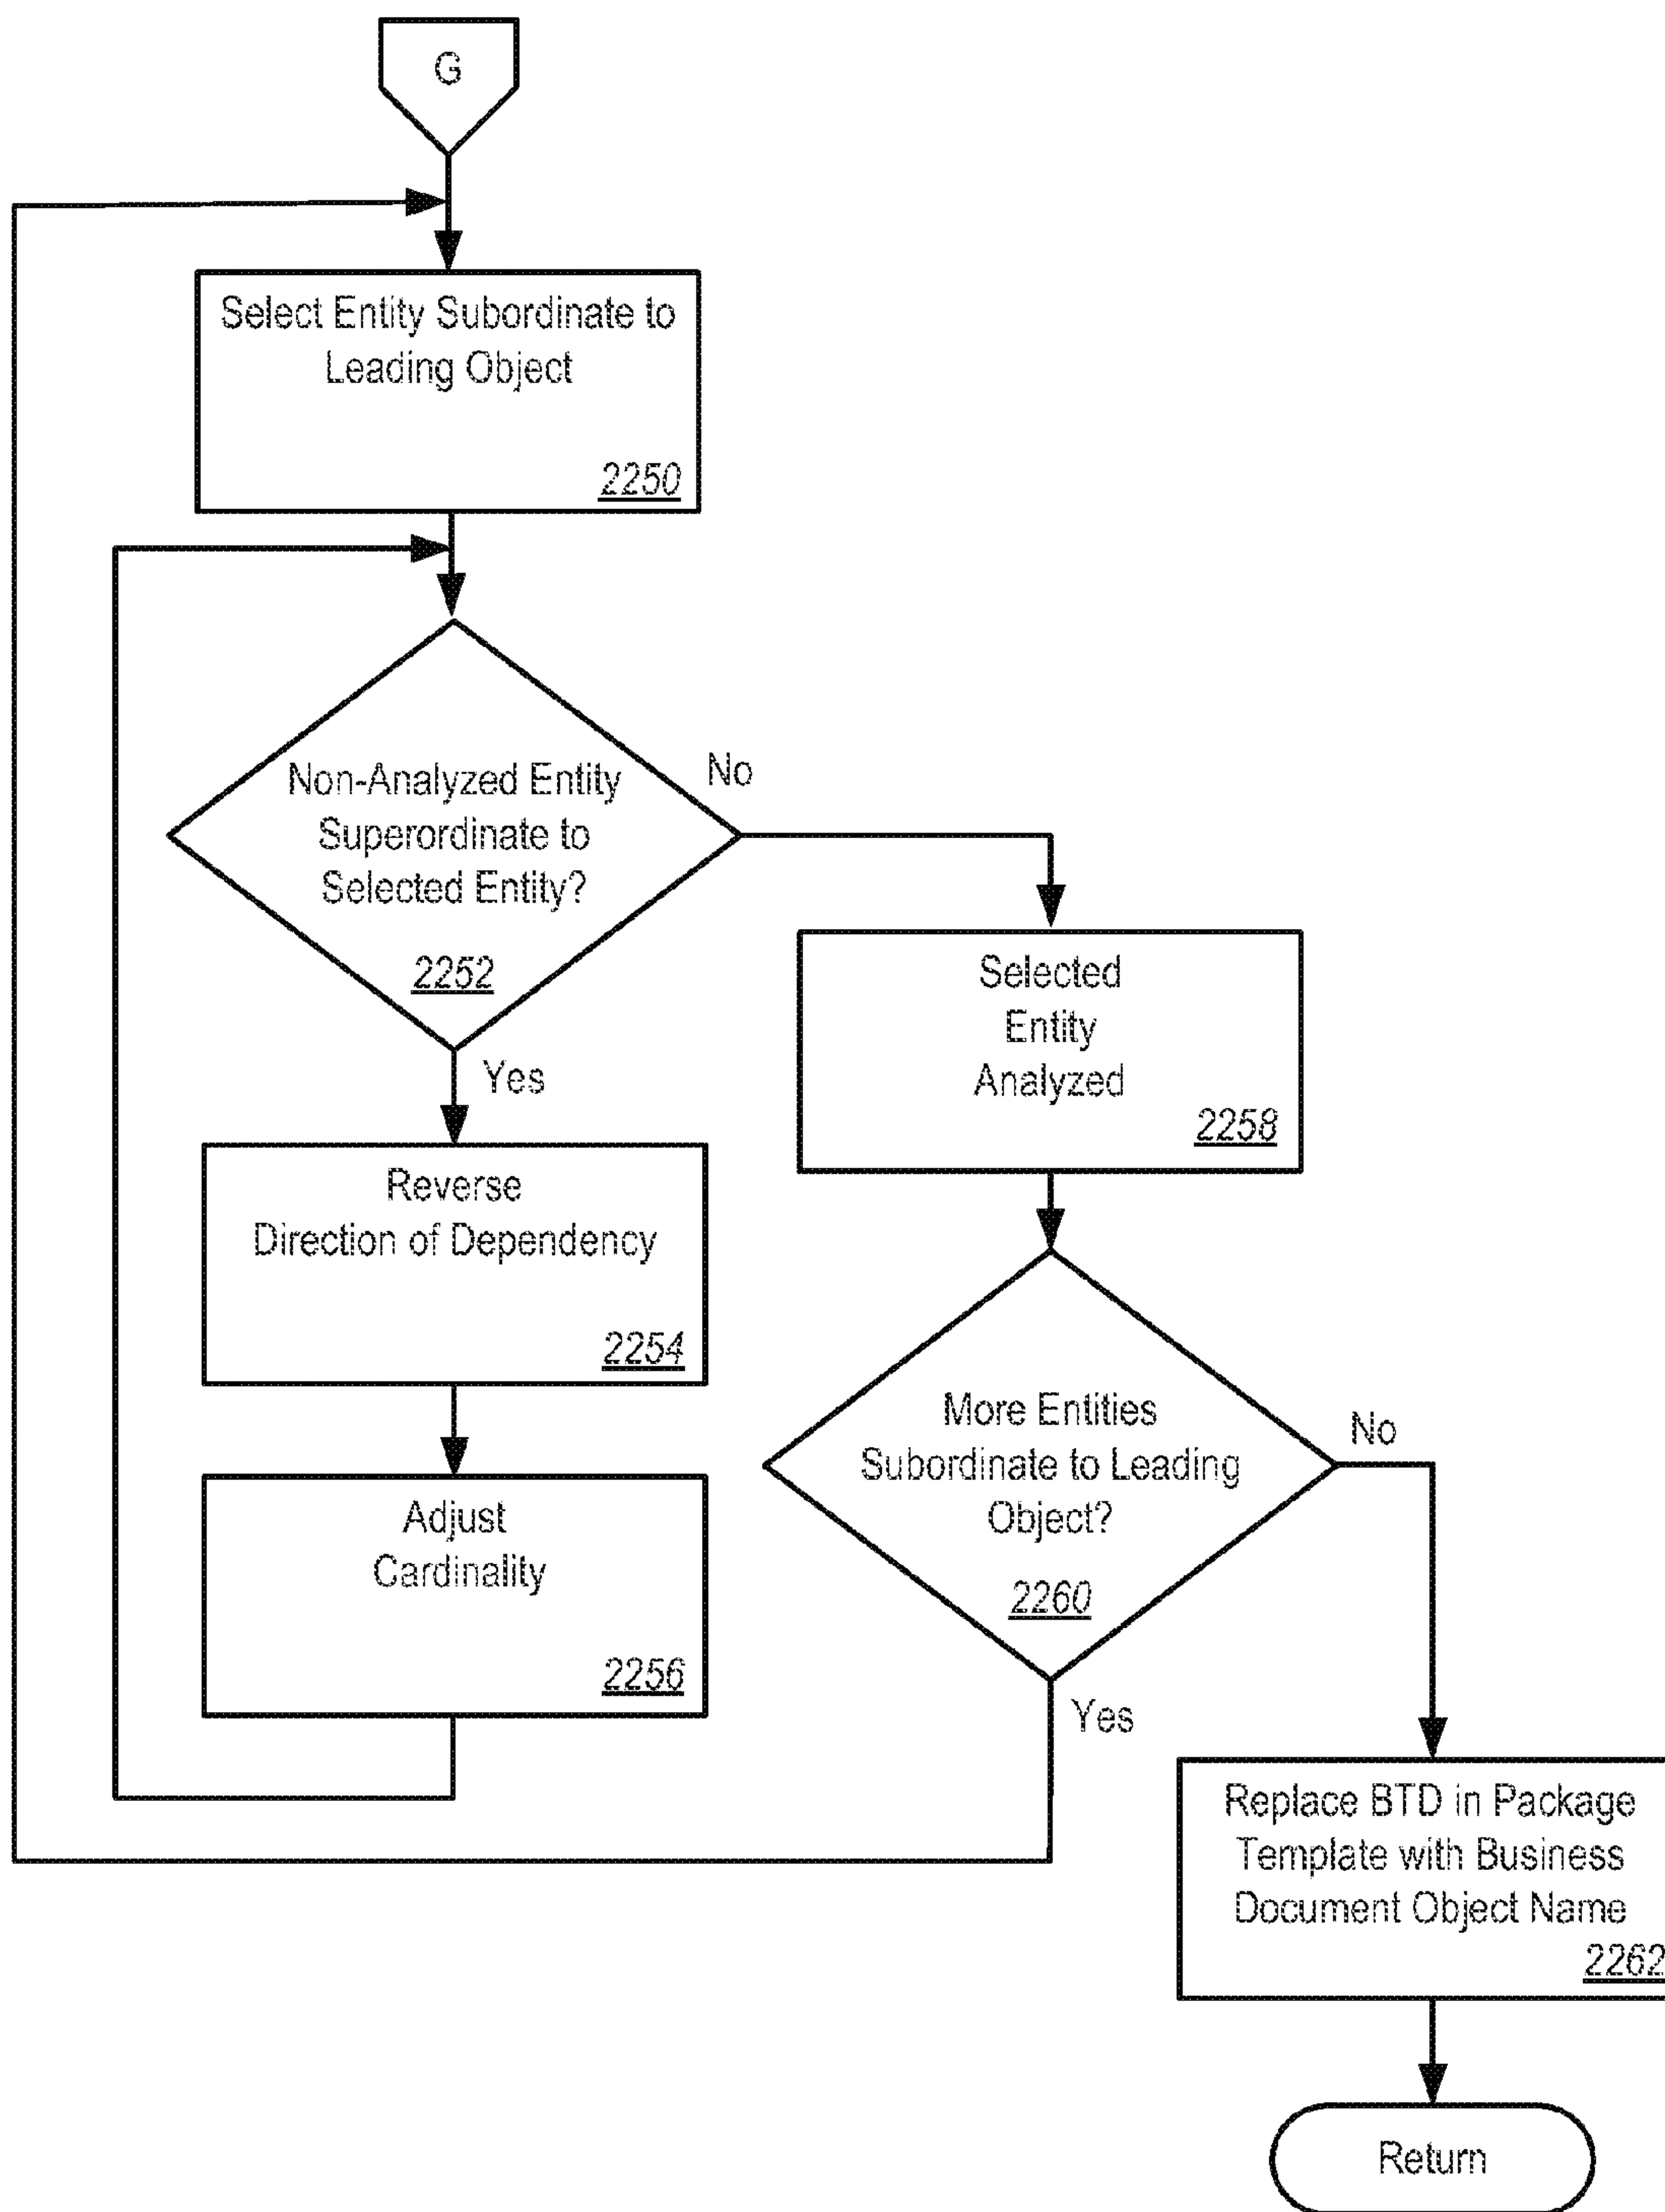 G
Select Entity Subordinate to
Leading Object
2250
Non-Analyzed Entity
Superordinate to
Selected Entity?
2252
No
Yes
Selected
Entity
Analyzed
2258
Reverse
Direction of Dependency
2254
More Entities
Subordinate to Leading
Object?
2260
No
Yes
Adjust
Cardinality
2256
Replace BTD in Package
Template with Business
Document Object Name
2262
Return